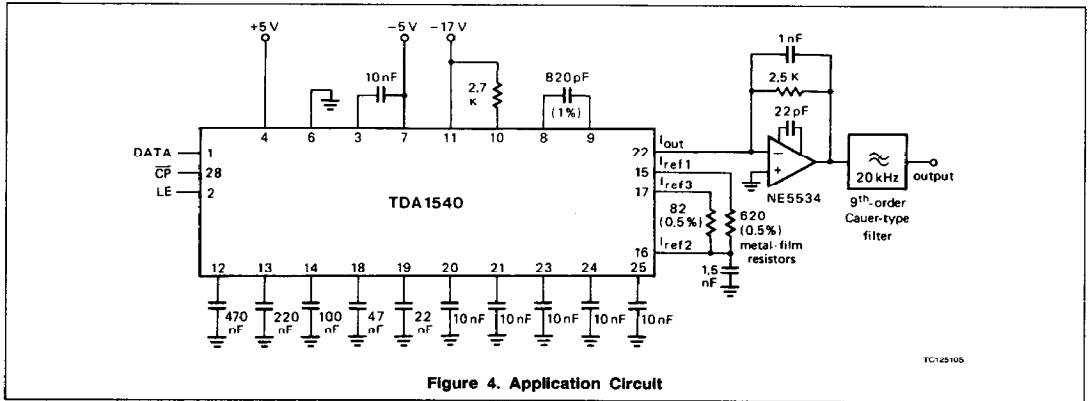 +5 V
−5 V
−17 V
10 nF
2,7
K
820 pF
(1%)
1 nF
2,5 K
22 pF
4
6
3
7
11
10
8
9
DATA
1
CP
28
LE
2
TDA1540
22
Iout
15
Iref1
17
Iref3
16
Iref2
82
(0.5%)
620
(0.5%)
metal-film
resistors
1,5
nF
−
+
NE5534
20 kHz
output
9th-order
Cauer-type
filter
12
13
14
18
19
20
21
23
24
25
470
nF
220
nF
100
nF
47
nF
22
nF
10 nF
10 nF
10 nF
10 nF
10 nF
TC12510S
Figure 4. Application Circuit